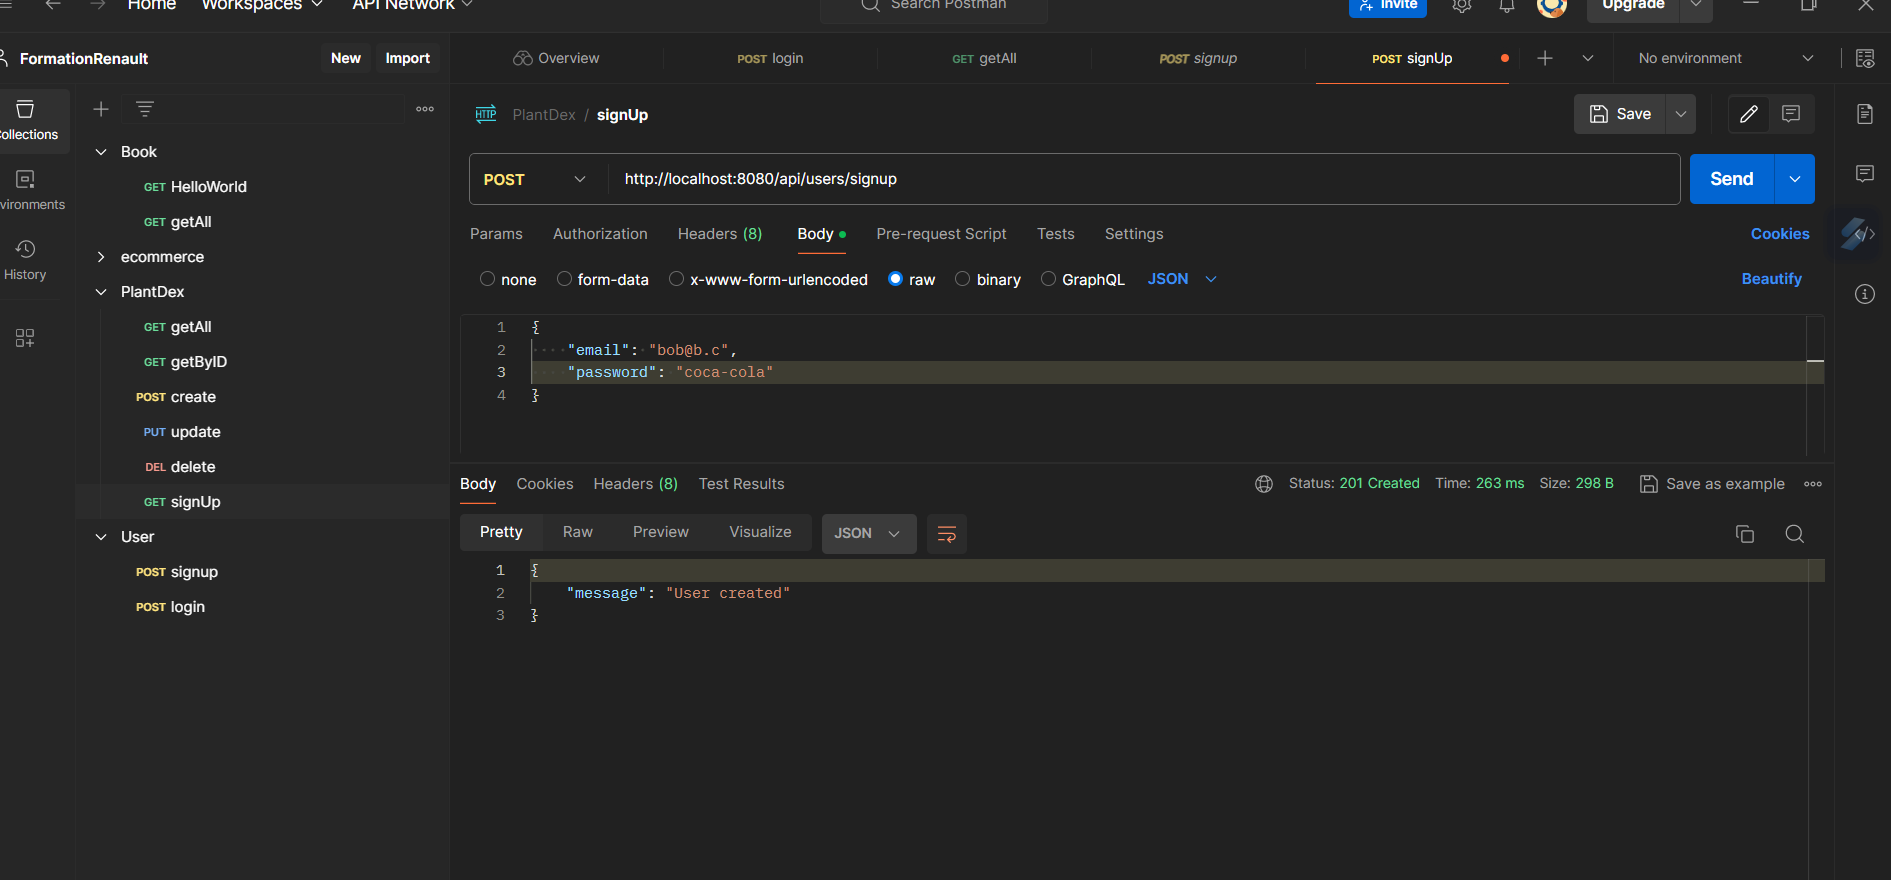 Home Workspaces API Network Search Postman Invite Upgrade
FormationRenault New Import Overview POST login GET getAll POST signup POST signUp No environment
HTTP PlantDex / signUp Save
Collections
Book
POST http://localhost:8080/api/users/signup Send
GET HelloWorld
GET getAll
Params Authorization Headers (8) Body Pre-request Script Tests Settings Cookies
ecommerce
History
none form-data x-www-form-urlencoded raw binary GraphQL JSON Beautify
PlantDex
GET getAll
GET getByID
POST create
PUT update
DEL delete
GET signUp
User
POST signup
POST login
1 {
2 "email": "bob@b.c",
3 "password": "coca-cola"
4 }
Body Cookies Headers (8) Test Results Status: 201 Created Time: 263 ms Size: 298 B Save as example
Pretty Raw Preview Visualize JSON
1 {
2 "message": "User created"
3 }